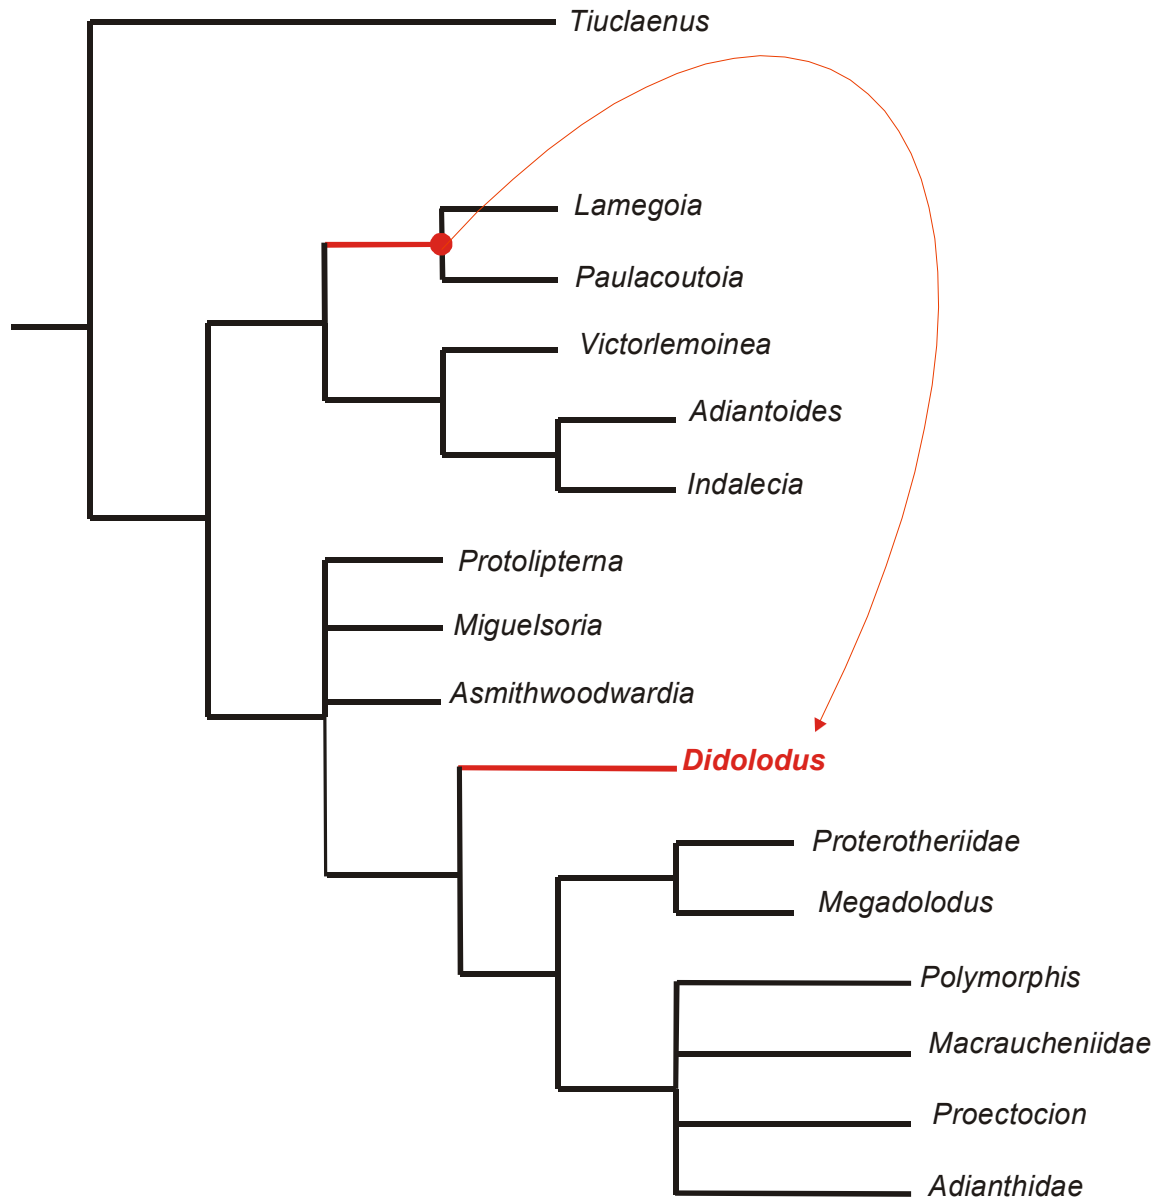 Tiuclaenus
Lamegoia
Paulacoutoia
Victorlemoinea
Adiantoides
Indalecia
Protolipterna
Miguelsoria
Asmithwoodwardia
Didolodus
Proterotheriidae
Megadolodus
Polymorphis
Macraucheniidae
Proectocion
Adianthidae